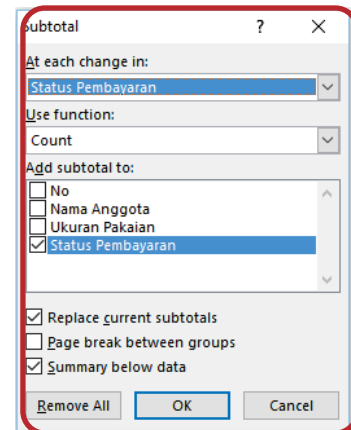 Subtotal ?
At each change in:
Status Pembayaran
Use function:
Count
Add subtotal to:
No
Nama Anggota
Ukuran Pakaian
Status Pembayaran
Replace current subtotals
Page break between groups
Summary below data
Remove All OK Cancel